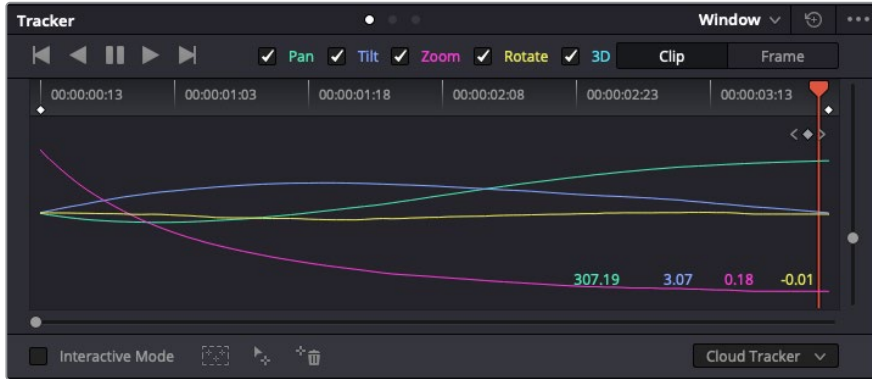 Tracker Window
Pan Tilt Zoom Rotate 3D Clip Frame
00:00:00:13 00:00:01:03 00:00:01:18 00:00:02:08 00:00:02:23 00:00:03:13
307.19 3.07 0.18 -0.01
Interactive Mode Cloud Tracker